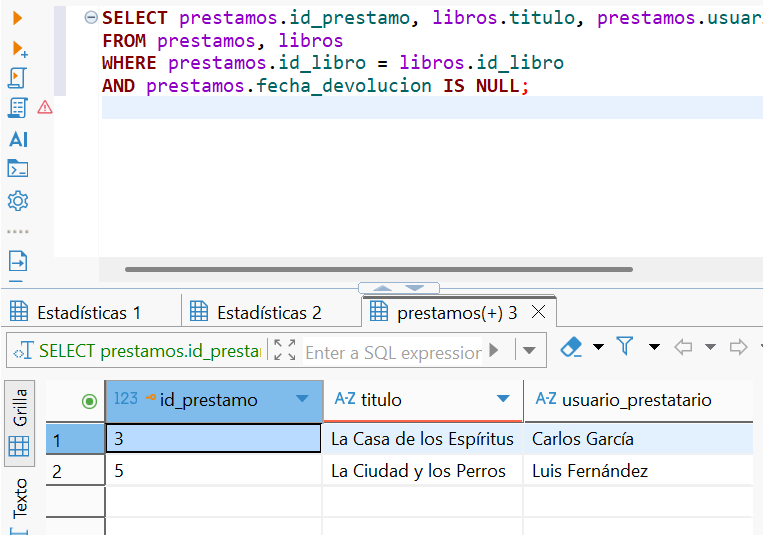 SELECT prestamos.id_prestamo, libros.titulo, prestamos.usuar
FROM prestamos, libros
WHERE prestamos.id_libro = libros.id_libro
AND prestamos.fecha_devolucion IS NULL;
AI
Estadísticas 1 Estadísticas 2 prestamos(+) 3
SELECT prestamos.id_presta Enter a SQL expression
Grilla
Texto
123 id_prestamo A-Z titulo A-Z usuario_prestatario
1 3 La Casa de los Espíritus Carlos García
2 5 La Ciudad y los Perros Luis Fernández